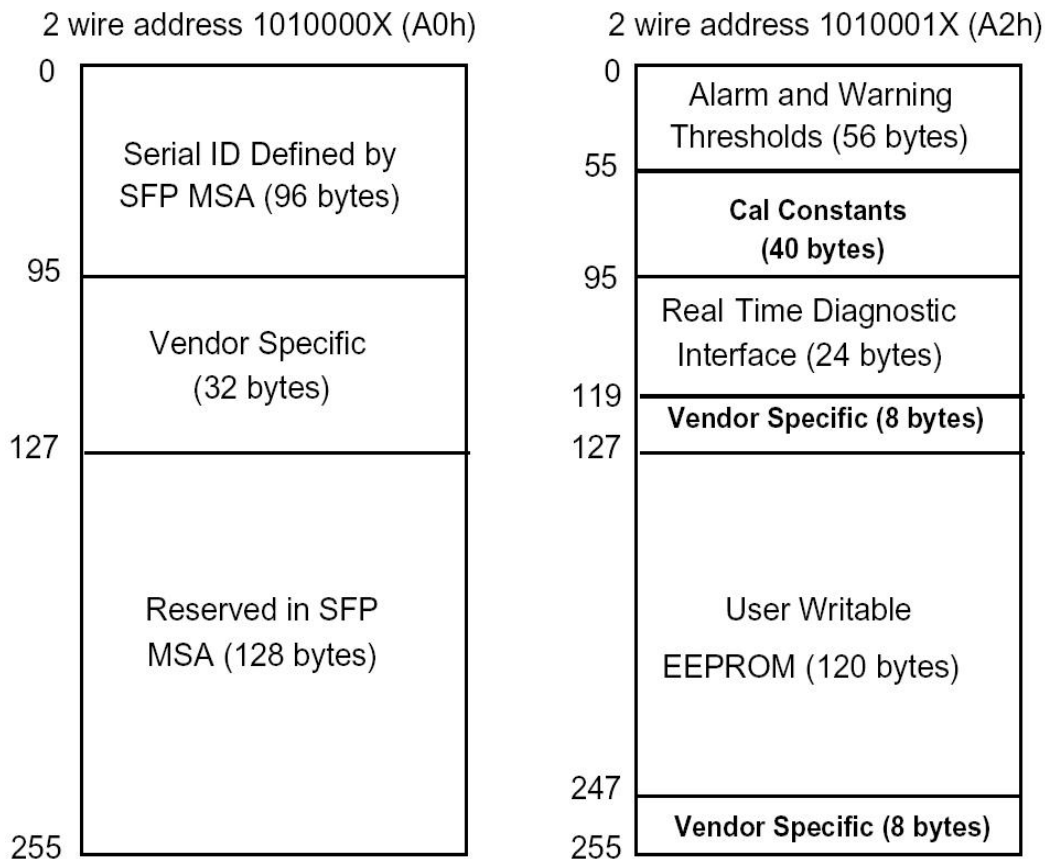 2 wire address 1010000X (A0h)
0
Serial ID Defined by
SFP MSA (96 bytes)
95
Vendor Specific
(32 bytes)
127
Reserved in SFP
MSA (128 bytes)
255
2 wire address 1010001X (A2h)
0
Alarm and Warning
Thresholds (56 bytes)
55
Cal Constants
(40 bytes)
95
Real Time Diagnostic
Interface (24 bytes)
119
Vendor Specific (8 bytes)
127
User Writable
EEPROM (120 bytes)
247
Vendor Specific (8 bytes)
255